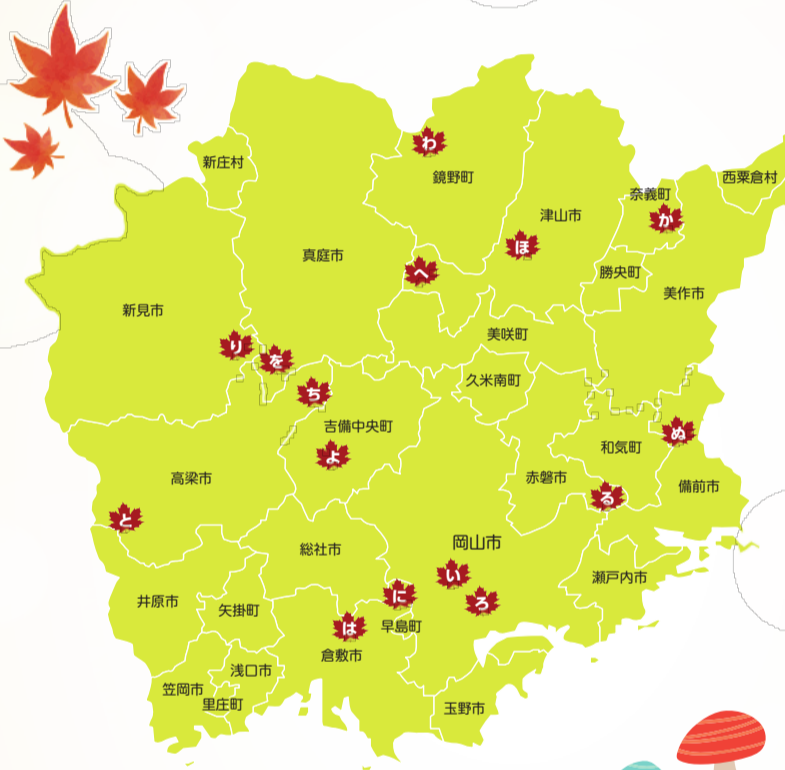 新庄村
わ
鏡野町
西粟倉村
奈義町
か
津山市
ほ
真庭市
へ
勝央町
美作市
新見市
美咲町
り
を
久米南町
ち
吉備中央町
ぬ
和気町
よ
高梁市
赤磐市
備前市
る
と
岡山市
総社市
い
瀬戸内市
に
ろ
井原市
矢掛町
は
早島町
倉敷市
浅口市
笠岡市
里庄町
玉野市